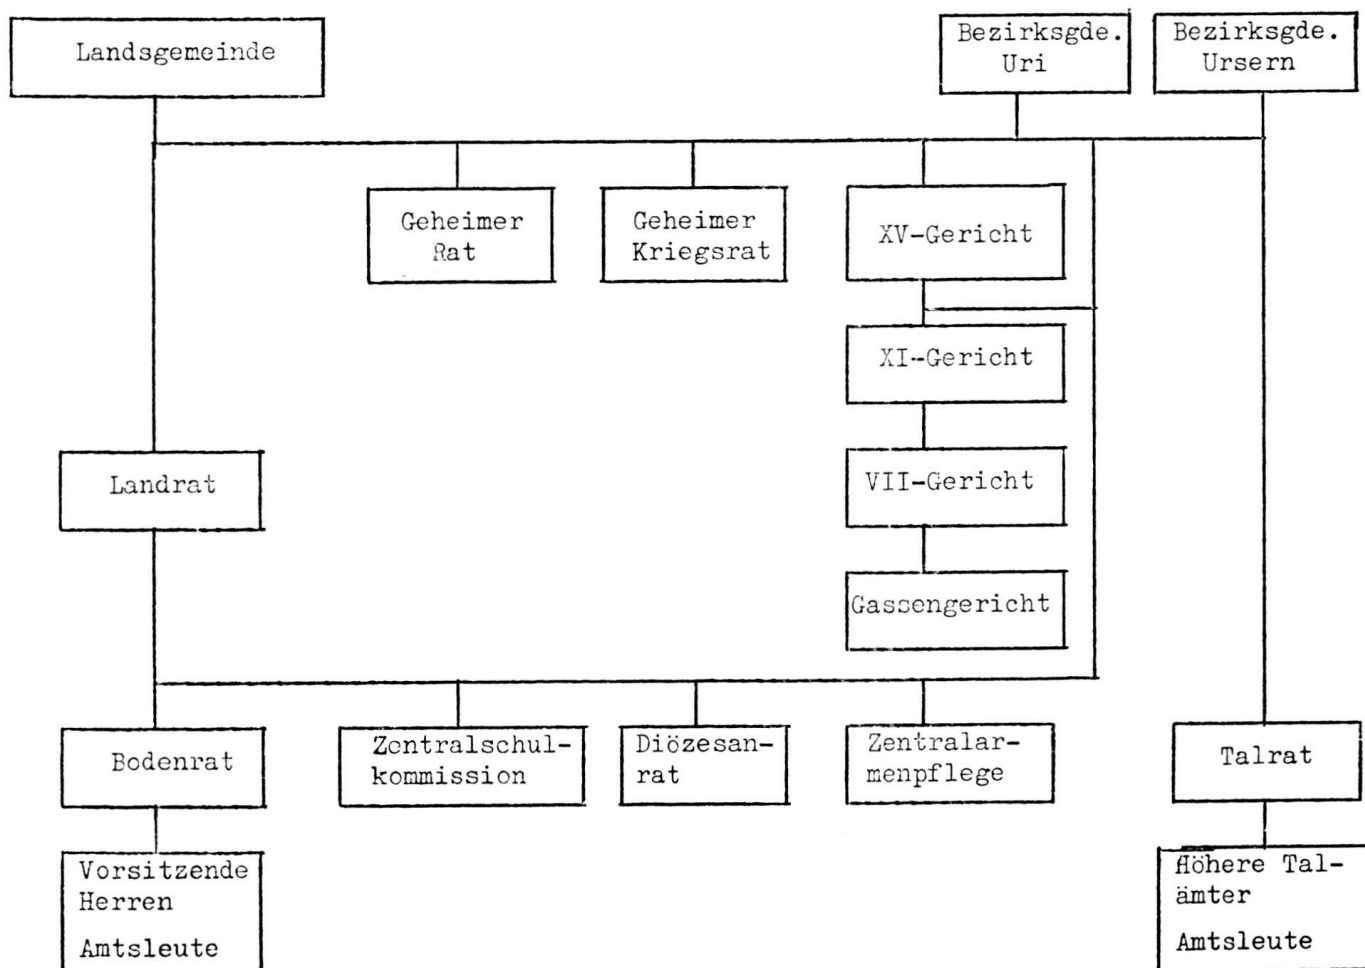 Landsgemeinde
Bezirksgde.
Uri
Bezirksgde.
Ursern
Geheimer
Rat
Geheimer
Kriegsrat
XV-Gericht
XI-Gericht
Landrat
VII-Gericht
Gassengericht
Bodenrat
Zentralschul-
kommission
Diözesan-
rat
Zentralar-
menpflege
Talrat
Vorsitzende
Herren
Amtsleute
Höhere Tal-
ämter
Amtsleute